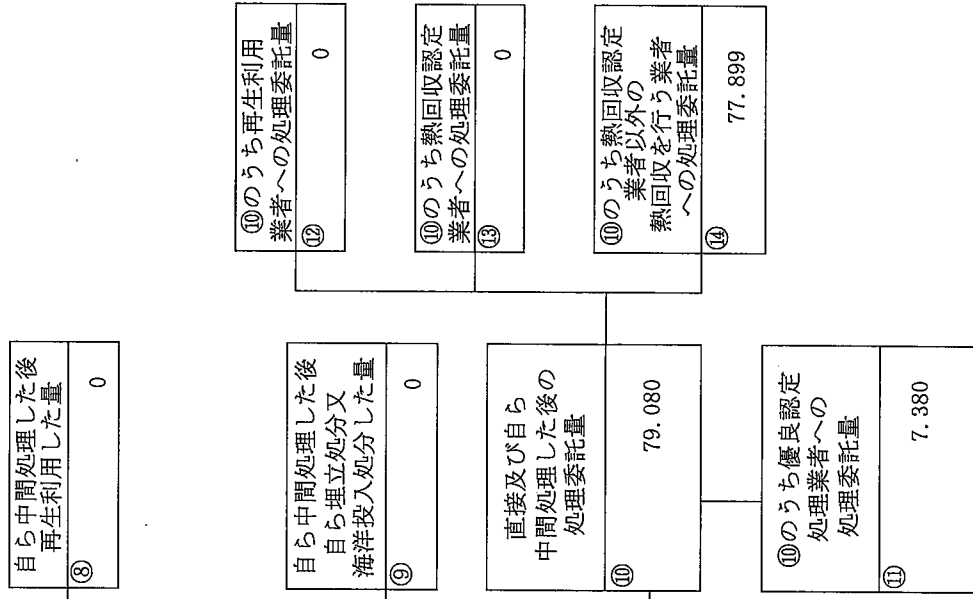 自ら中間処理した後
再生利用した量
⑧
0
自ら中間処理した後
自ら埋立処分又
海洋投入処分した量
⑨
0
直接及び自ら
中間処理した後の
処理委託量
⑩
79.080
⑩のうち優良認定
処理業者への
処理委託量
⑪
7.380
⑩のうち再生利用
業者への処理委託量
⑫
0
⑩のうち熱回収認定
業者への処理委託量
⑬
0
⑩のうち熱回収認定
業者以外の
熱回収を行う業者
への処理委託量
⑭
77.899